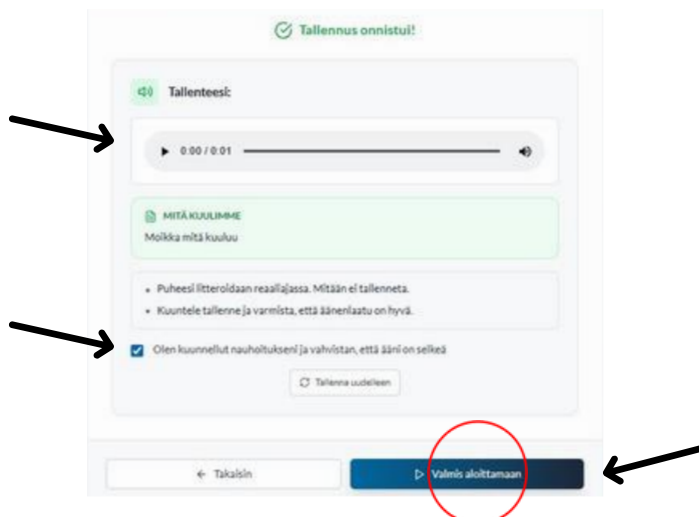 Tallennus onnistui!
Tallenteesi:
0:00 / 0:01
MITÄ KUULIMME
Moikka mitä kuuluu
• Puheesi litteroidaan reaaliajassa. Mitään ei tallenneta.
• Kuuntele tallenne ja varmista, että äänenlaatu on hyvä.
Olen kuunnellut nauhoitukseni ja vahvistan, että ääni on selkeä
Tallenna uudelleen
← Takaisin
Valmis aloittamaan